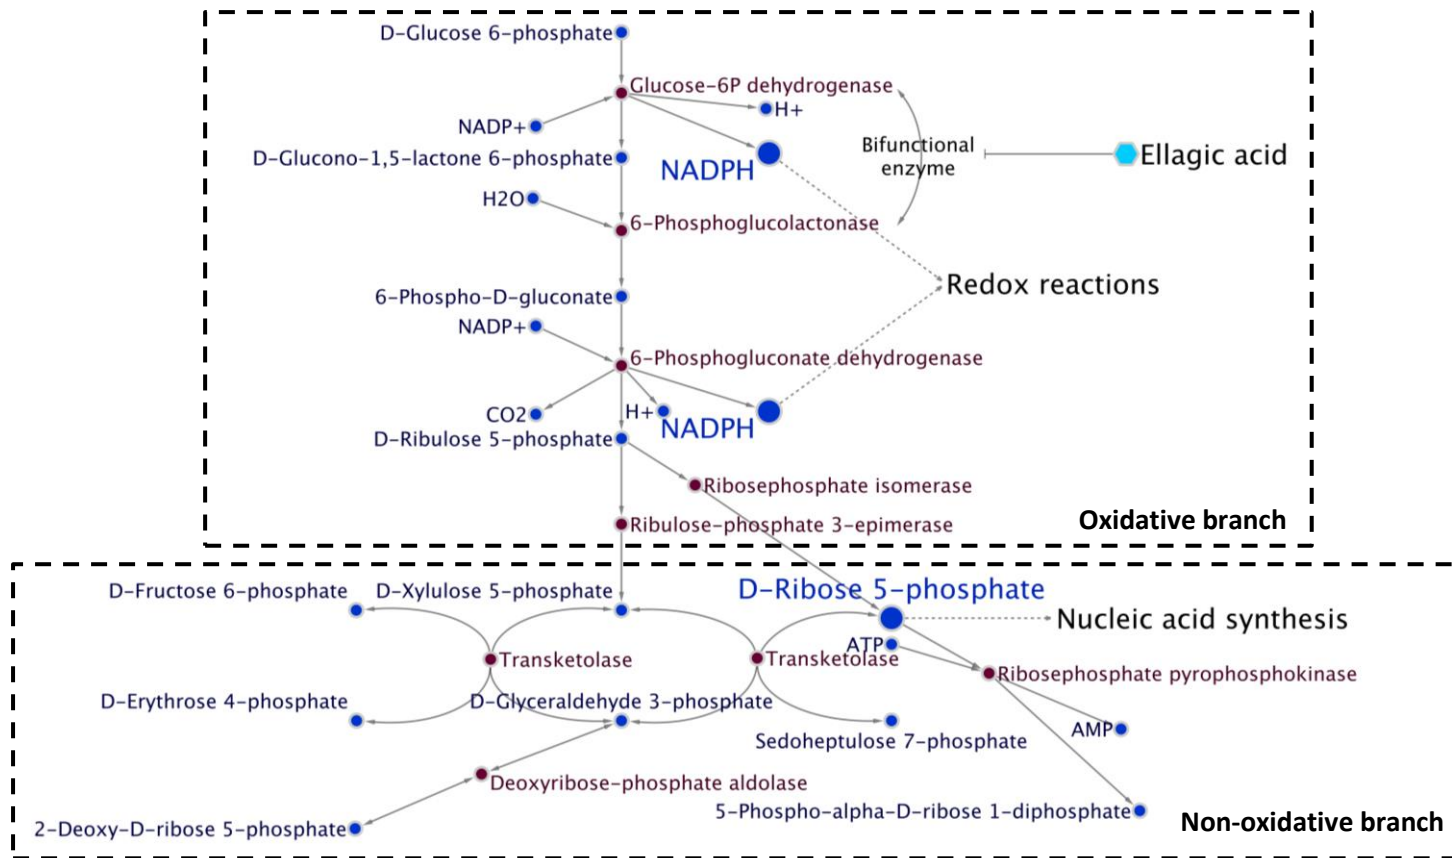 D-Glucose 6-phosphate
Glucose-6P dehydrogenase
H+
NADP+
D-Glucono-1,5-lactone 6-phosphate
NADPH
Bifunctional
enzyme
Ellagic acid
H2O
6-Phosphoglucolactonase
Redox reactions
6-Phospho-D-gluconate
NADP+
6-Phosphogluconate dehydrogenase
CO2
H+
NADPH
D-Ribulose 5-phosphate
Ribosephosphate isomerase
Ribulose-phosphate 3-epimerase
Oxidative branch
D-Fructose 6-phosphate
D-Xylulose 5-phosphate
D-Ribose 5-phosphate
Nucleic acid synthesis
ATP
Transketolase
Transketolase
Ribosephosphate pyrophosphokinase
D-Erythrose 4-phosphate
D-Glyceraldehyde 3-phosphate
AMP
Sedoheptulose 7-phosphate
Deoxyribose-phosphate aldolase
5-Phospho-alpha-D-ribose 1-diphosphate
2-Deoxy-D-ribose 5-phosphate
Non-oxidative branch